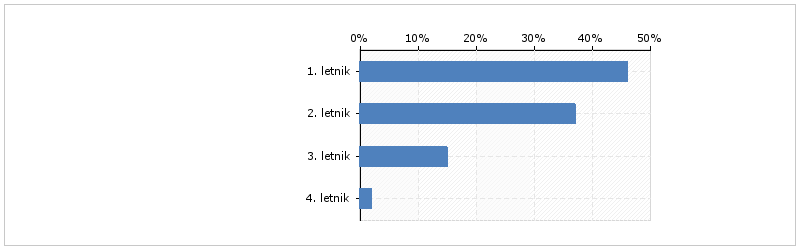 0% 10% 20% 30% 40% 50%
1. letnik
2. letnik
3. letnik
4. letnik